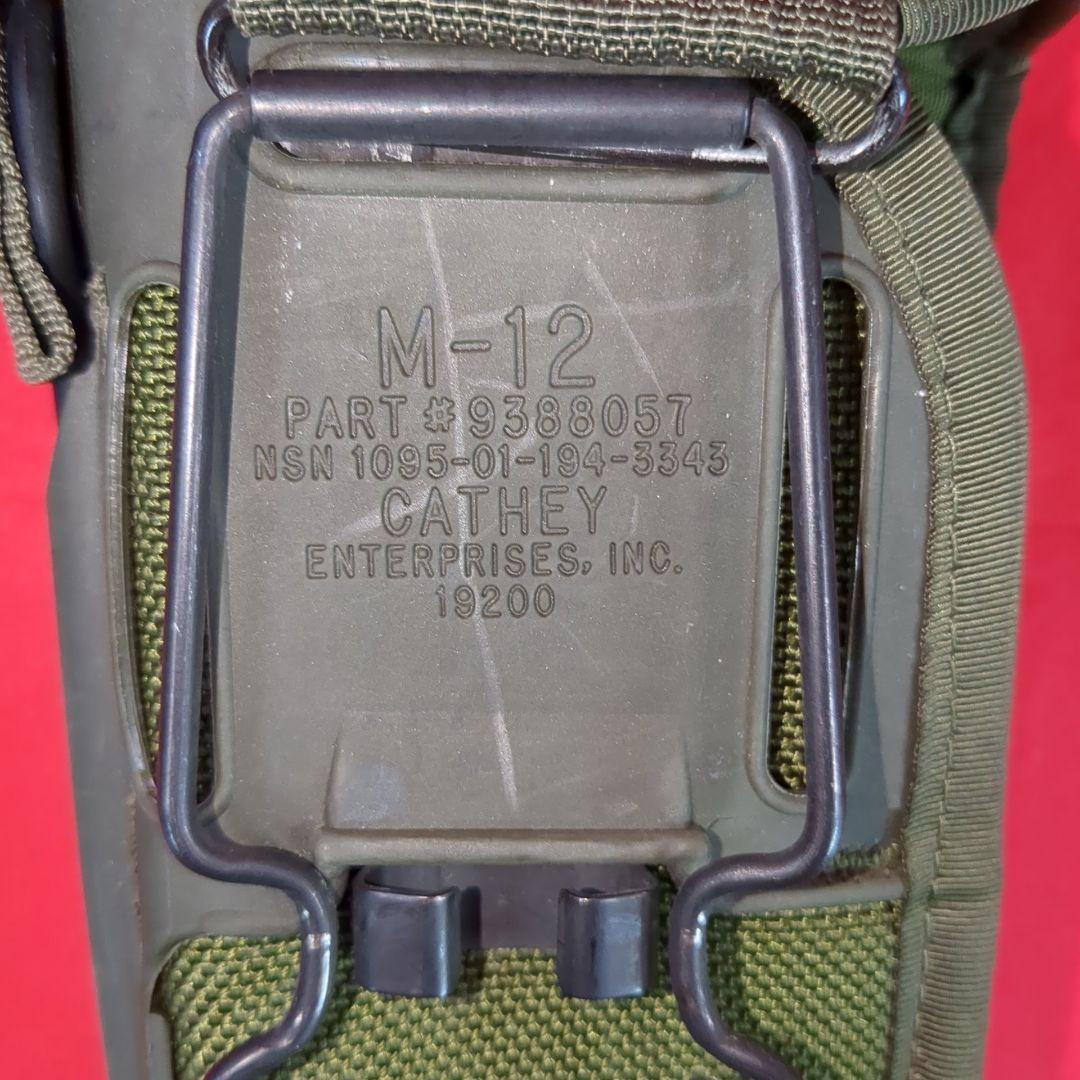 M-12
PART # 9388057
NSN 1095-01-194-3343
CATHEY
ENTERPRISES, INC.
19200